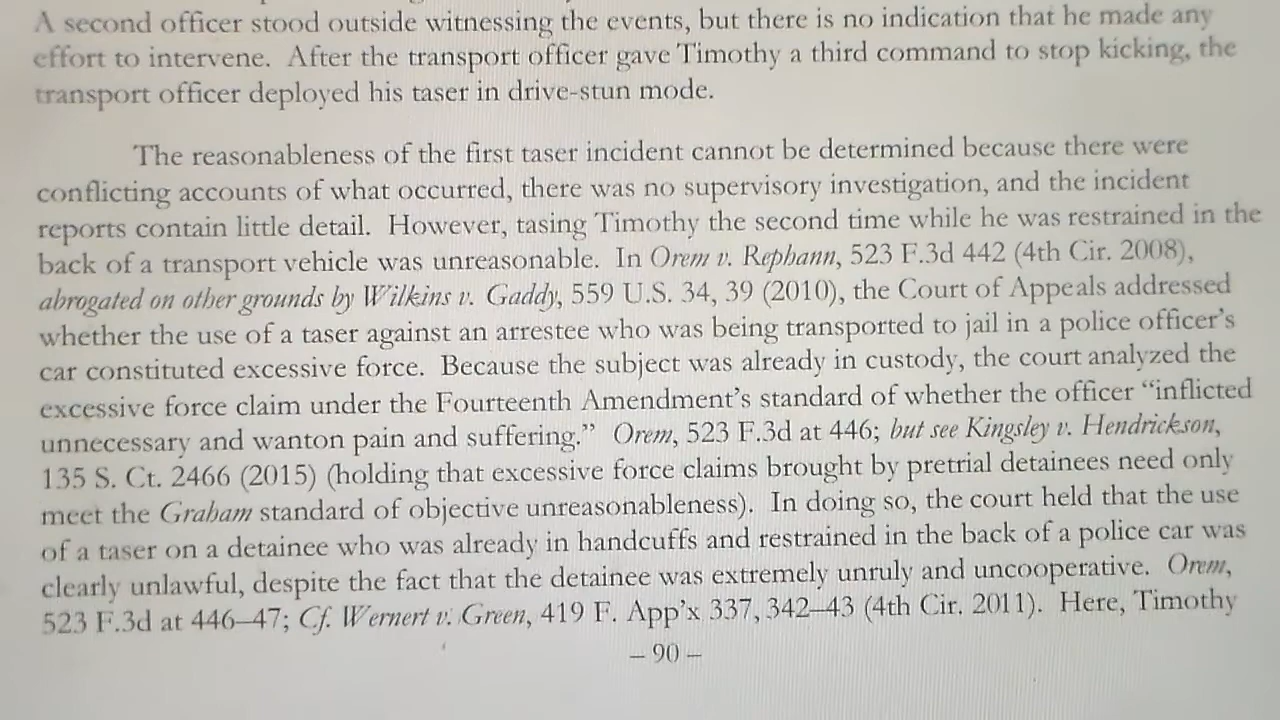 A second officer stood outside witnessing the events, but there is no indication that he made any
effort to intervene. After the transport officer gave Timothy a third command to stop kicking, the
transport officer deployed his taser in drive-stun mode.
The reasonableness of the first taser incident cannot be determined because there were
conflicting accounts of what occurred, there was no supervisory investigation, and the incident
reports contain little detail. However, tasing Timothy the second time while he was restrained in the
back of a transport vehicle was unreasonable. In Orem v. Rephann, 523 F.3d 442 (4th Cir. 2008),
abrogated on other grounds by Wilkins v. Gaddy, 559 U.S. 34, 39 (2010), the Court of Appeals addressed
whether the use of a taser against an arrestee who was being transported to jail in a police officer's
car constituted excessive force. Because the subject was already in custody, the court analyzed the
excessive force claim under the Fourteenth Amendment's standard of whether the officer "inflicted
unnecessary and wanton pain and suffering." Orem, 523 F.3d at 446; but see Kingsley v. Hendrickson,
135 S. Ct. 2466 (2015) (holding that excessive force claims brought by pretrial detainees need only
meet the Graham standard of objective unreasonableness). In doing so, the court held that the use
of a taser on a detainee who was already in handcuffs and restrained in the back of a police car was
clearly unlawful, despite the fact that the detainee was extremely unruly and uncooperative. Orem,
523 F.3d at 446–47; Cf. Wernert v. Green, 419 F. App'x 337, 342–43 (4th Cir. 2011). Here, Timothy
– 90 –